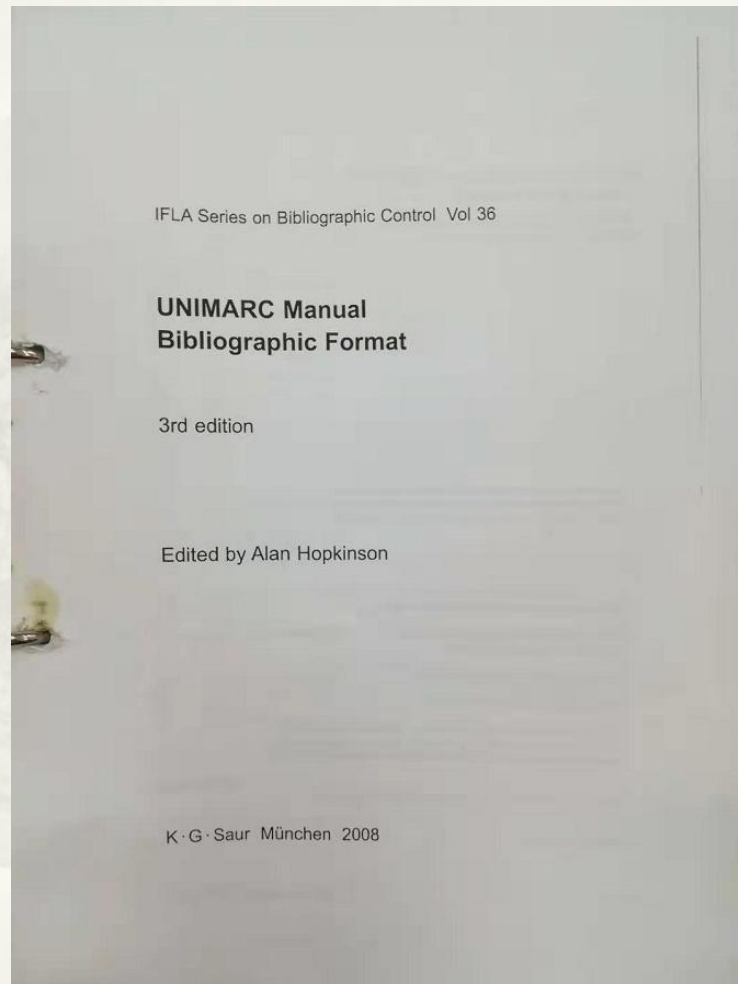 IFLA Series on Bibliographic Control Vol 36
UNIMARC Manual
Bibliographic Format
3rd edition
Edited by Alan Hopkinson
K·G·Saur München 2008